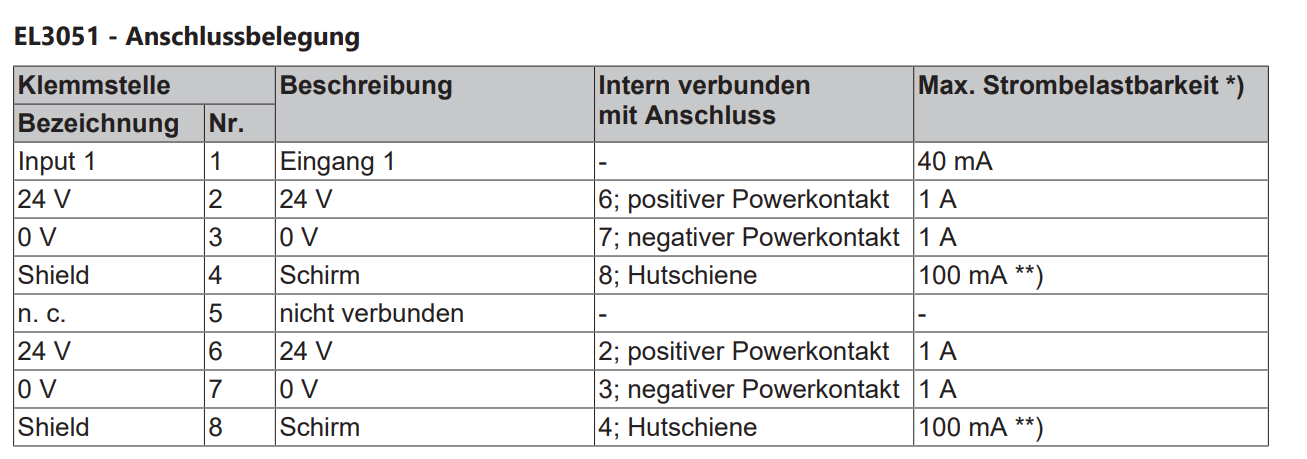 EL3051 - Anschlussbelegung
Klemmstelle Beschreibung Intern verbunden mit Anschluss Max. Strombelastbarkeit *)
Bezeichnung Nr.
Input 1 1 Eingang 1 - 40 mA
24 V 2 24 V 6; positiver Powerkontakt 1 A
0 V 3 0 V 7; negativer Powerkontakt 1 A
Shield 4 Schirm 8; Hutschiene 100 mA **)
n. c. 5 nicht verbunden - -
24 V 6 24 V 2; positiver Powerkontakt 1 A
0 V 7 0 V 3; negativer Powerkontakt 1 A
Shield 8 Schirm 4; Hutschiene 100 mA **)